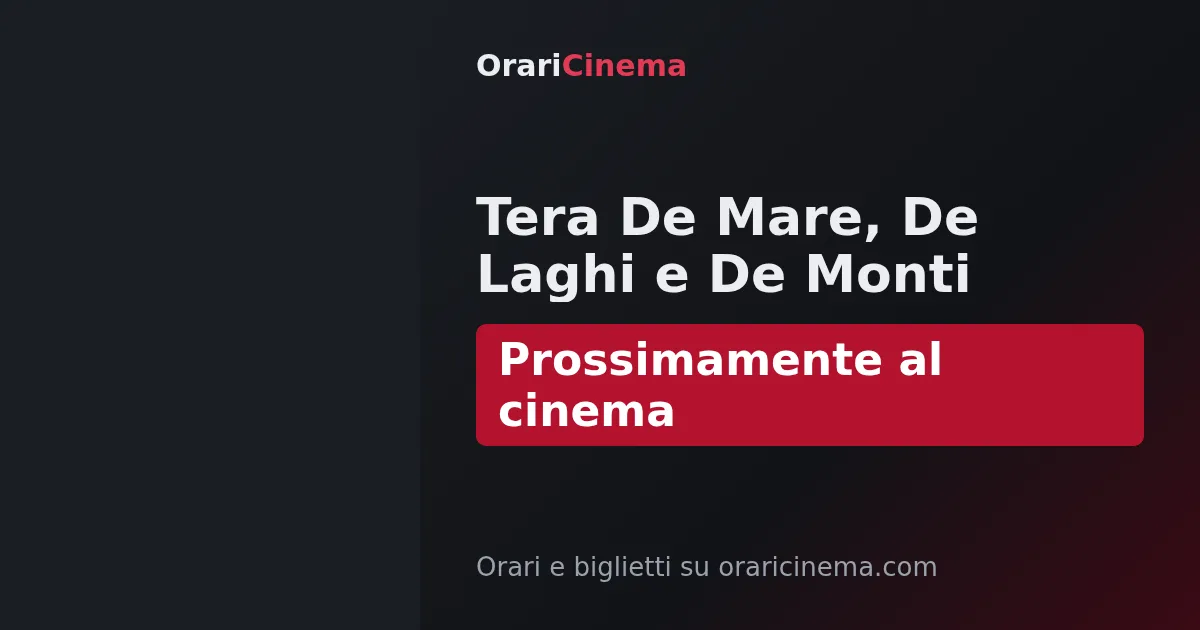 OrariCinema
Tera De Mare, De
Laghi e De Monti
Prossimamente al
cinema
Orari e biglietti su oraricinema.com